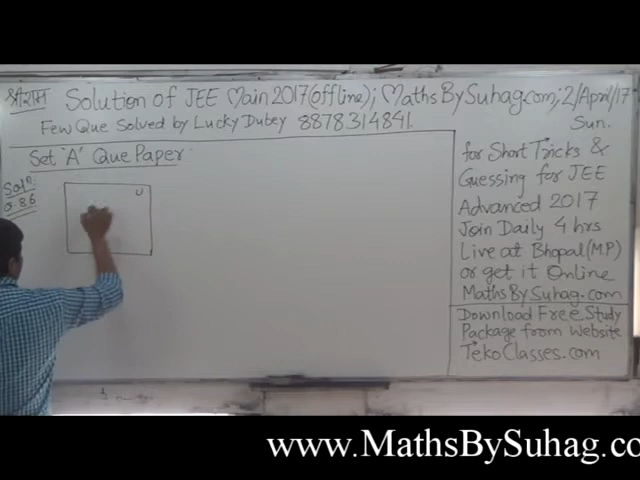 श्रीराम Solution of JEE Main 2017(offline); MathsBySuhag.com; 2/April/17
Sun.
Few Que Solved by Lucky Dubey 8878314841.
Set 'A' Que Paper
Solⁿ.
Q.86
U
for Short Tricks &
Guessing for JEE
Advanced 2017
Join Daily 4 hrs
Live at Bhopal (M.P)
or get it Online
MathsBySuhag.com
Download Free Study
Package from Website
TekoClasses.com
www.MathsBySuhag.co